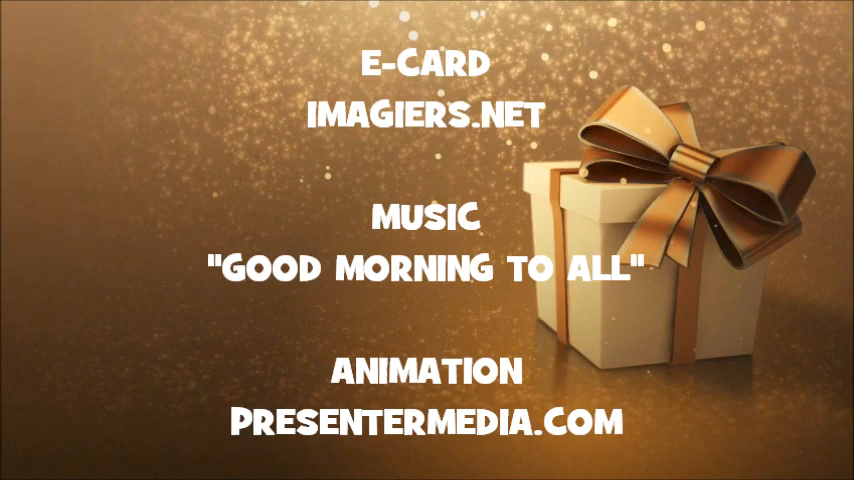 E-CARD
IMAGIERS.NET
MUSIC
"GOOD MORNING TO ALL"
ANIMATION
PRESENTERMEDIA.COM